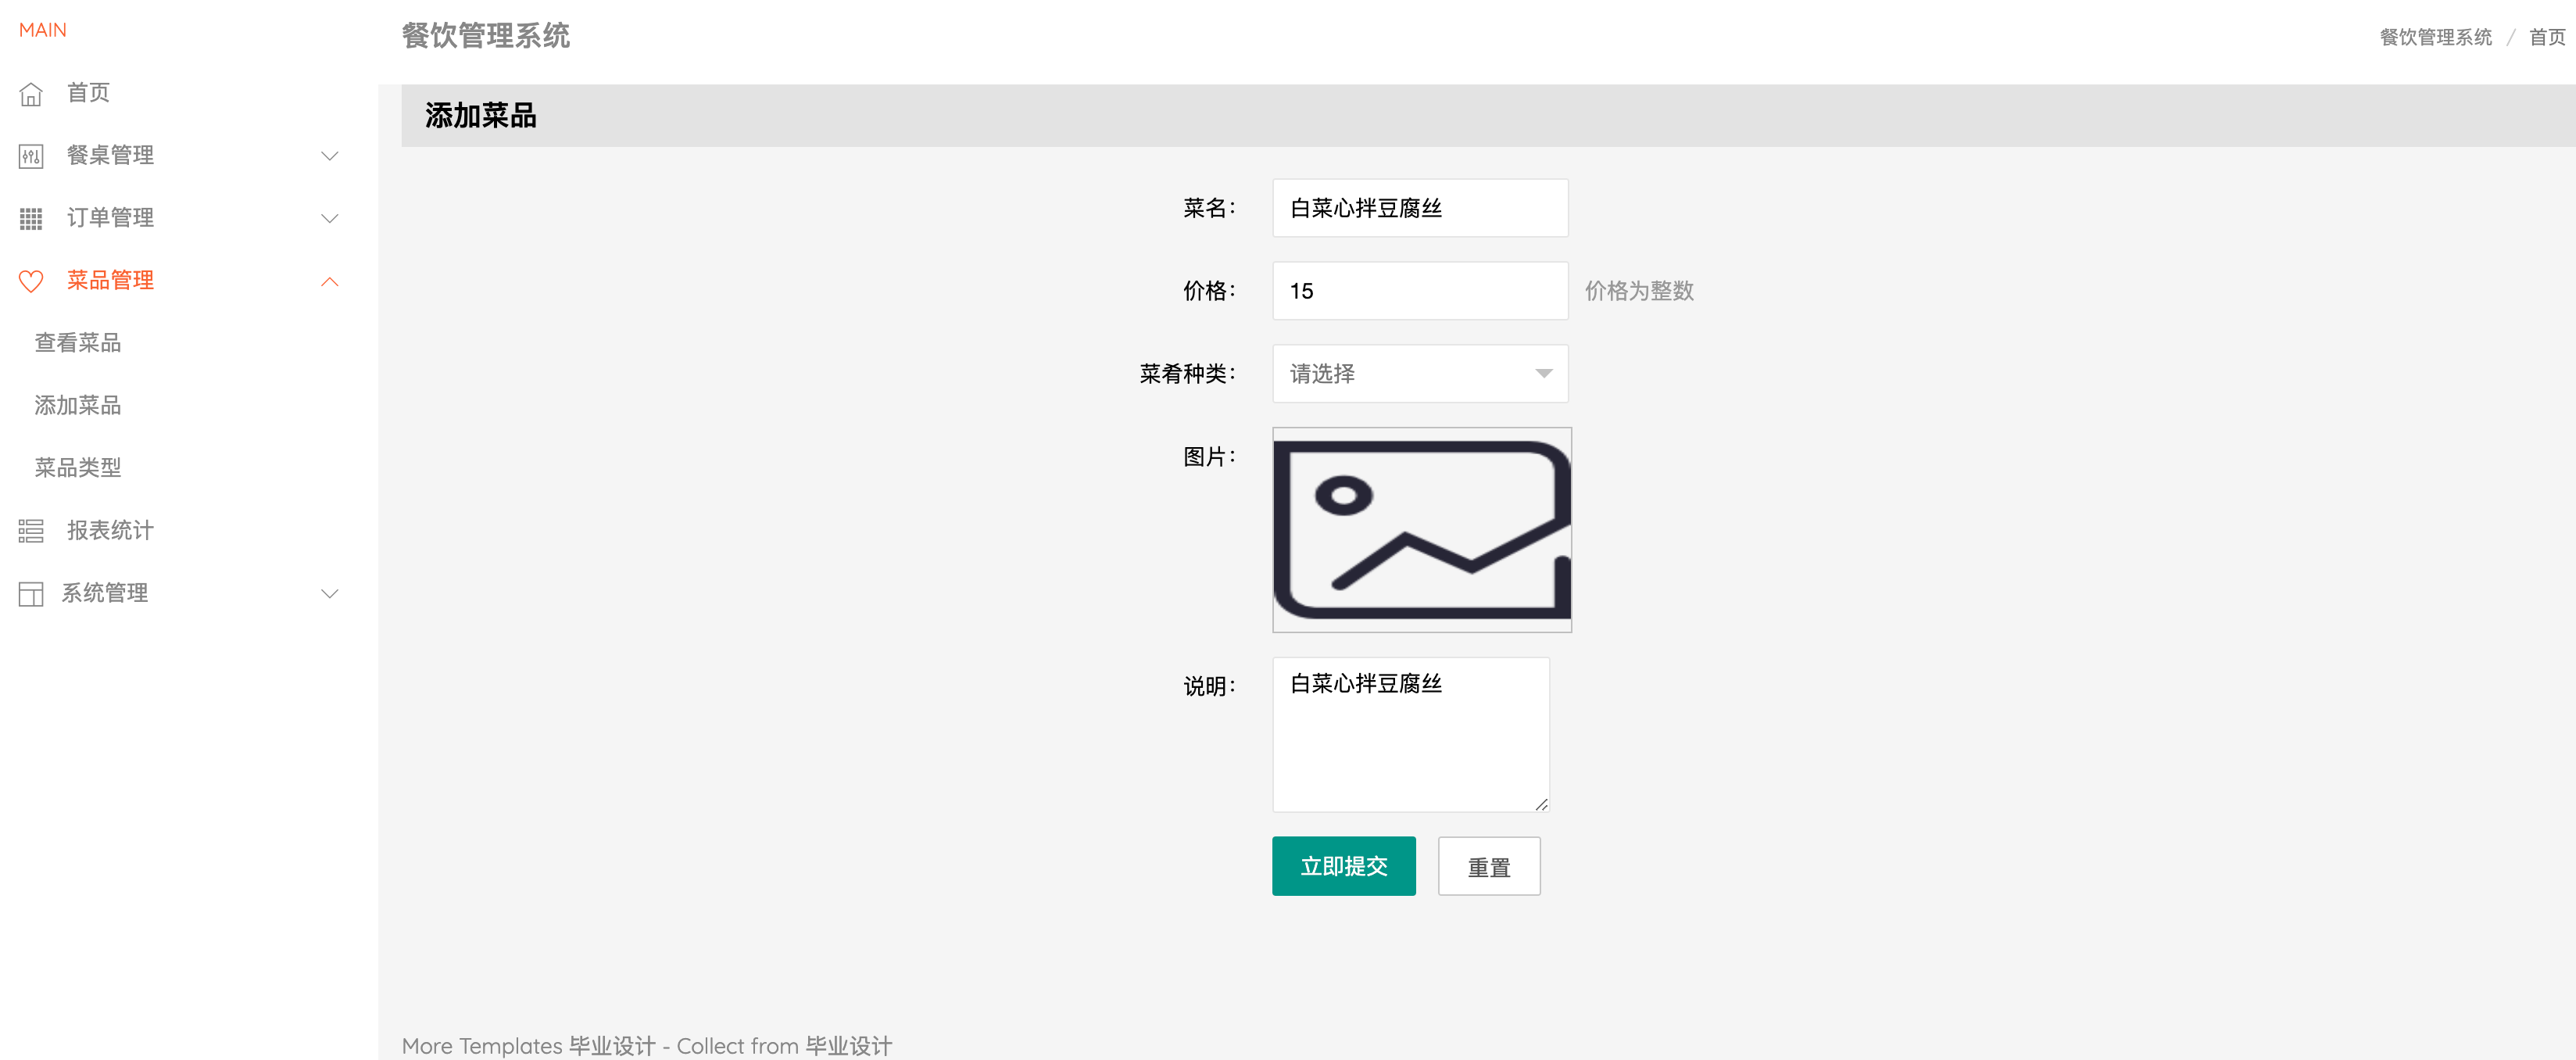 MAIN
首页
餐桌管理
订单管理
菜品管理
查看菜品
添加菜品
菜品类型
报表统计
系统管理
餐饮管理系统
餐饮管理系统 / 首页
添加菜品
菜名： 白菜心拌豆腐丝
价格： 15 价格为整数
菜肴种类： 请选择
图片：
说明： 白菜心拌豆腐丝
立即提交 重置
More Templates 毕业设计 - Collect from 毕业设计